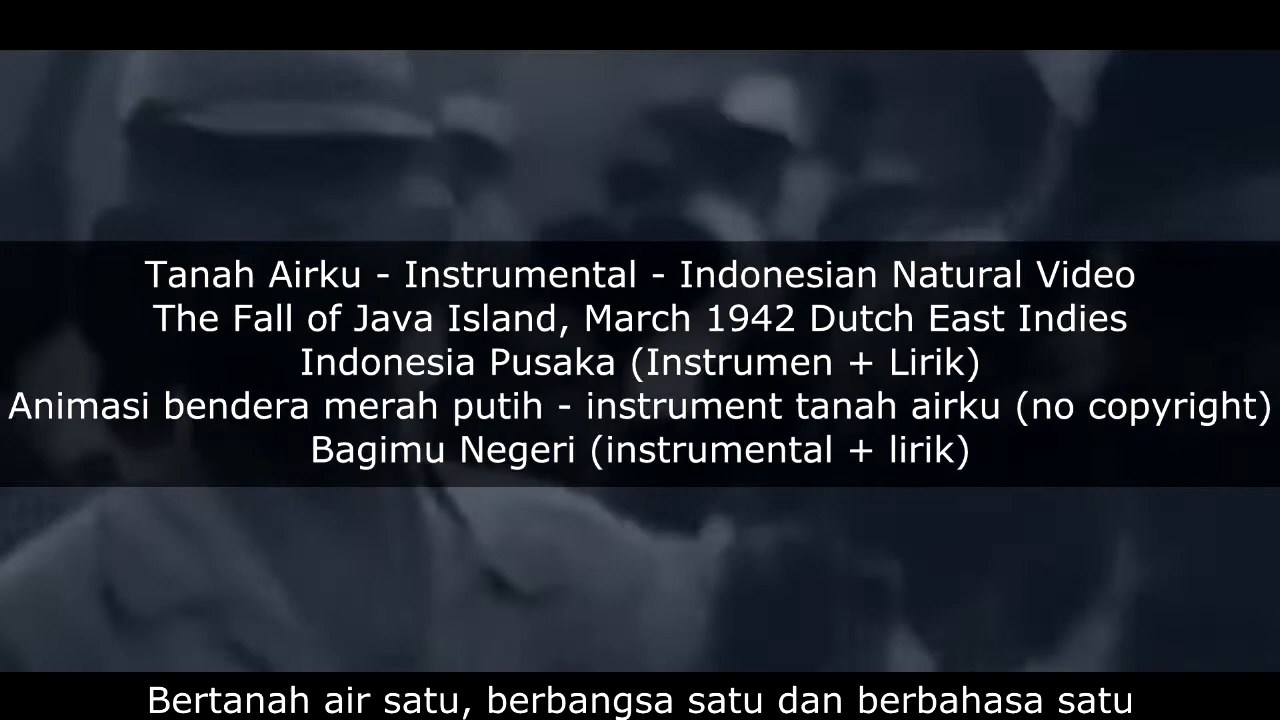 Tanah Airku - Instrumental - Indonesian Natural Video
The Fall of Java Island, March 1942 Dutch East Indies
Indonesia Pusaka (Instrumen + Lirik)
Animasi bendera merah putih - instrument tanah airku (no copyright)
Bagimu Negeri (instrumental + lirik)
Bertanah air satu, berbangsa satu dan berbahasa satu